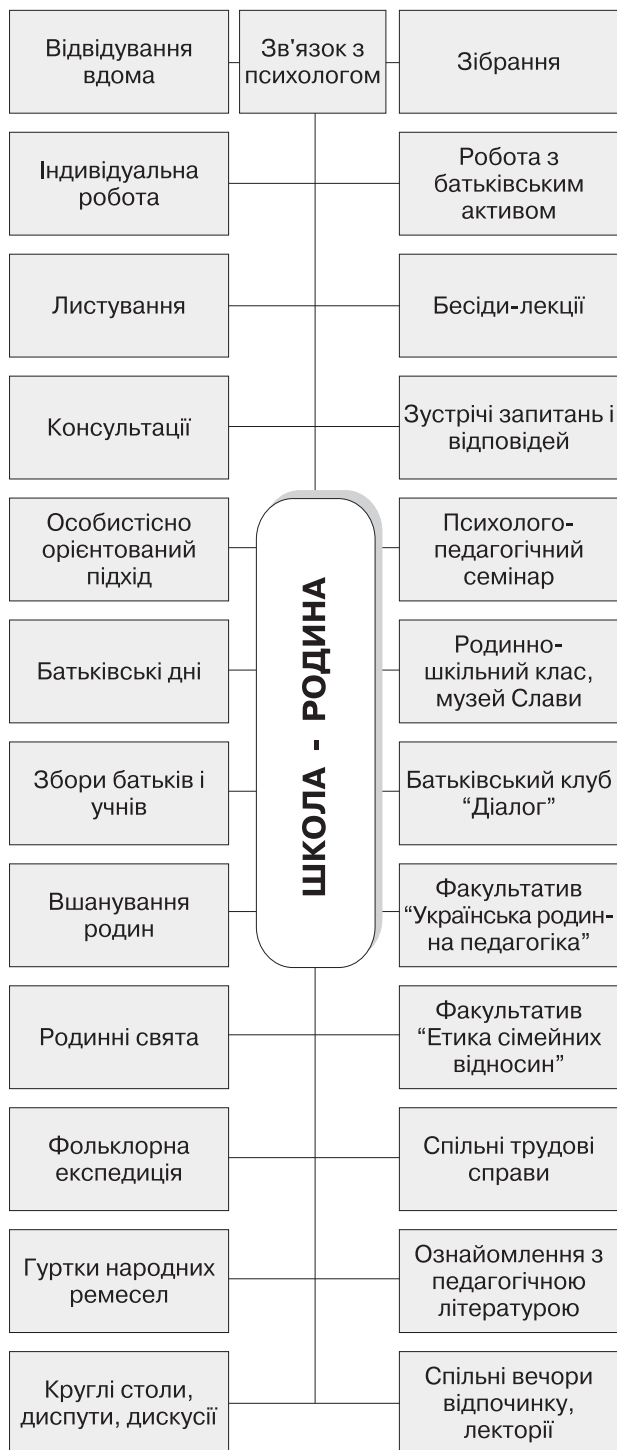 Відвідування
вдома
Зв'язок з
психологом
Зібрання
Індивідуальна
робота
Робота з
батьківським
активом
Листування
Бесіди-лекції
Консультації
Зустрічі запитань і
відповідей
Особистісно
орієнтований
підхід
Психолого-
педагогічний
семінар
ШКОЛА - РОДИНА
Батьківські дні
Родинно-
шкільний клас,
музей Слави
Збори батьків і
учнів
Батьківський клуб
“Діалог”
Вшанування
родин
Факультатив
“Українська родин-
на педагогіка”
Родинні свята
Факультатив
“Етика сімейних
відносин”
Фольклорна
експедиція
Спільні трудові
справи
Гуртки народних
ремесел
Ознайомлення з
педагогічною
літературою
Круглі столи,
диспути, дискусії
Спільні вечори
відпочинку,
лекторії